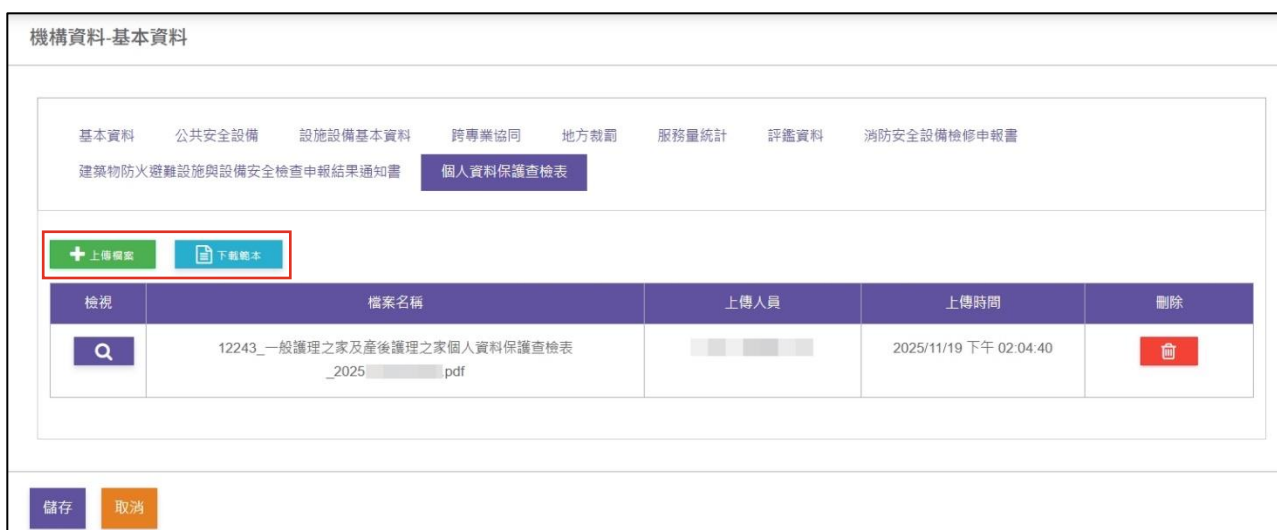 機構資料-基本資料
基本資料 公共安全設備 設施設備基本資料 跨專業協同 地方裁罰 服務量統計 評鑑資料 消防安全設備檢修申報書
建築物防火避難設施與設備安全檢查申報結果通知書 個人資料保護查檢表
上傳檔案 下載範本
檢視 檔案名稱 上傳人員 上傳時間 刪除
12243_一般護理之家及產後護理之家個人資料保護查檢表 2025/11/19 下午 02:04:40
_2025 .pdf
儲存 取消